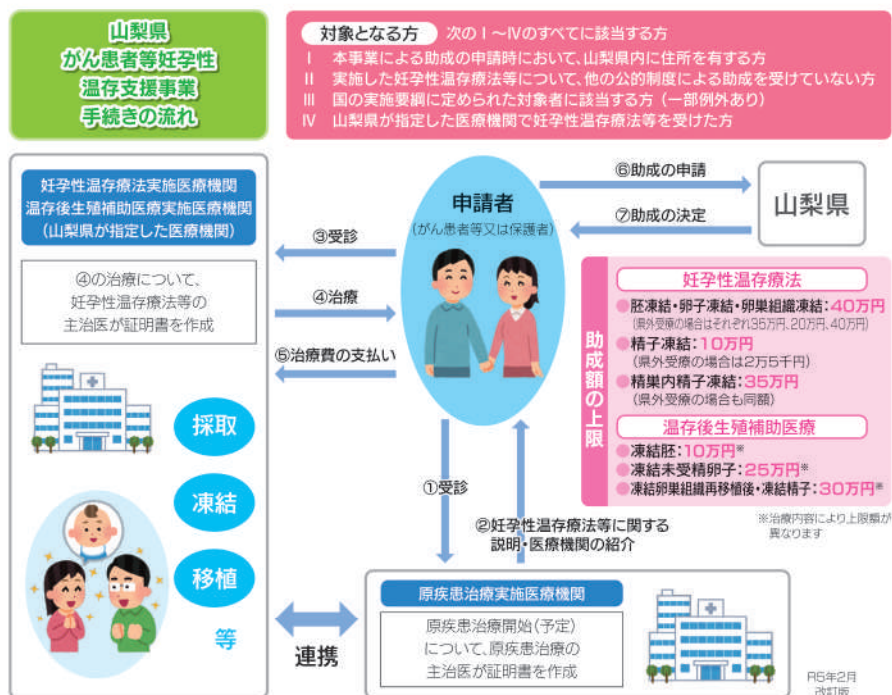 山梨県
がん患者等妊孕性
温存支援事業
手続きの流れ
対象となる方 次のⅠ~Ⅳのすべてに該当する方
Ⅰ 本事業による助成の申請時において、山梨県内に住所を有する方
Ⅱ 実施した妊孕性温存療法等について、他の公的制度による助成を受けていない方
Ⅲ 国の実施要綱に定められた対象者に該当する方（一部例外あり）
Ⅳ 山梨県が指定した医療機関で妊孕性温存療法等を受けた方
妊孕性温存療法実施医療機関
温存後生殖補助医療実施医療機関
（山梨県が指定した医療機関）
④の治療について、
妊孕性温存療法等の
主治医が証明書を作成
採取
凍結
移植
等
③受診
④治療
⑤治療費の支払い
申請者
（がん患者等又は保護者）
⑥助成の申請
⑦助成の決定
山梨県
助成額の上限
妊孕性温存療法
●胚凍結・卵子凍結・卵巣組織凍結：40万円
（県外受療の場合はそれぞれ35万円、20万円、40万円）
●精子凍結：10万円
（県外受療の場合は2万5千円）
●精巣内精子凍結：35万円
（県外受療の場合も同額）
温存後生殖補助医療
●凍結胚：10万円※
●凍結未受精卵子：25万円※
●凍結卵巣組織再移植後・凍結精子：30万円※
※治療内容により上限額が
異なります
①受診
②妊孕性温存療法等に関する
説明・医療機関の紹介
連携
原疾患治療実施医療機関
原疾患治療開始（予定）
について、原疾患治療の
主治医が証明書を作成
R5年2月
改訂版